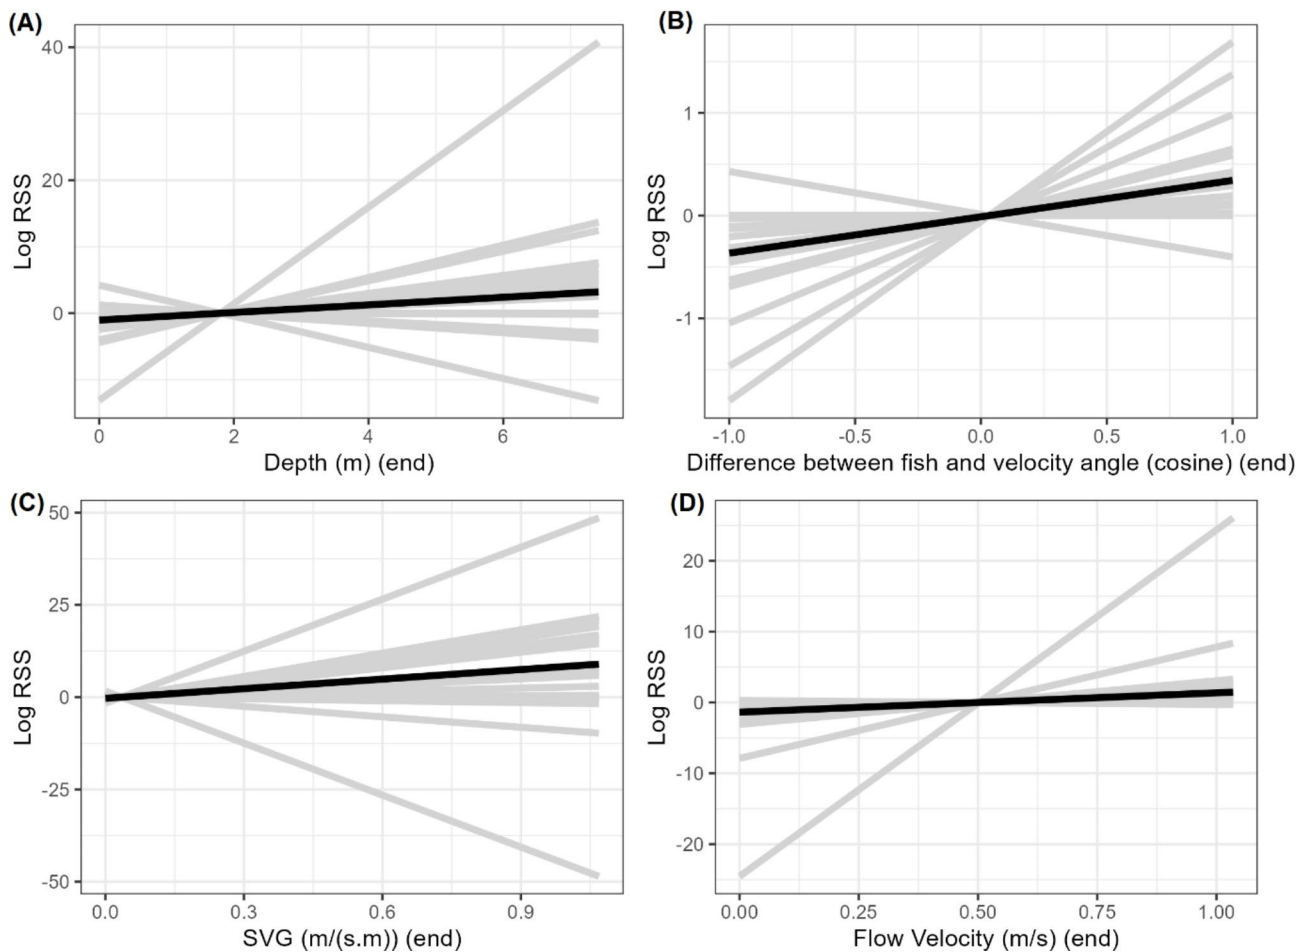 (A)
40
20
0
Log RSS
0
2
4
6
Depth (m) (end)
(B)
1
0
-1
Log RSS
-1.0
-0.5
0.0
0.5
1.0
Difference between fish and velocity angle (cosine) (end)
(C)
50
25
0
-25
-50
Log RSS
0.0
0.3
0.6
0.9
SVG (m/(s.m)) (end)
(D)
20
10
0
-10
-20
Log RSS
0.00
0.25
0.50
0.75
1.00
Flow Velocity (m/s) (end)